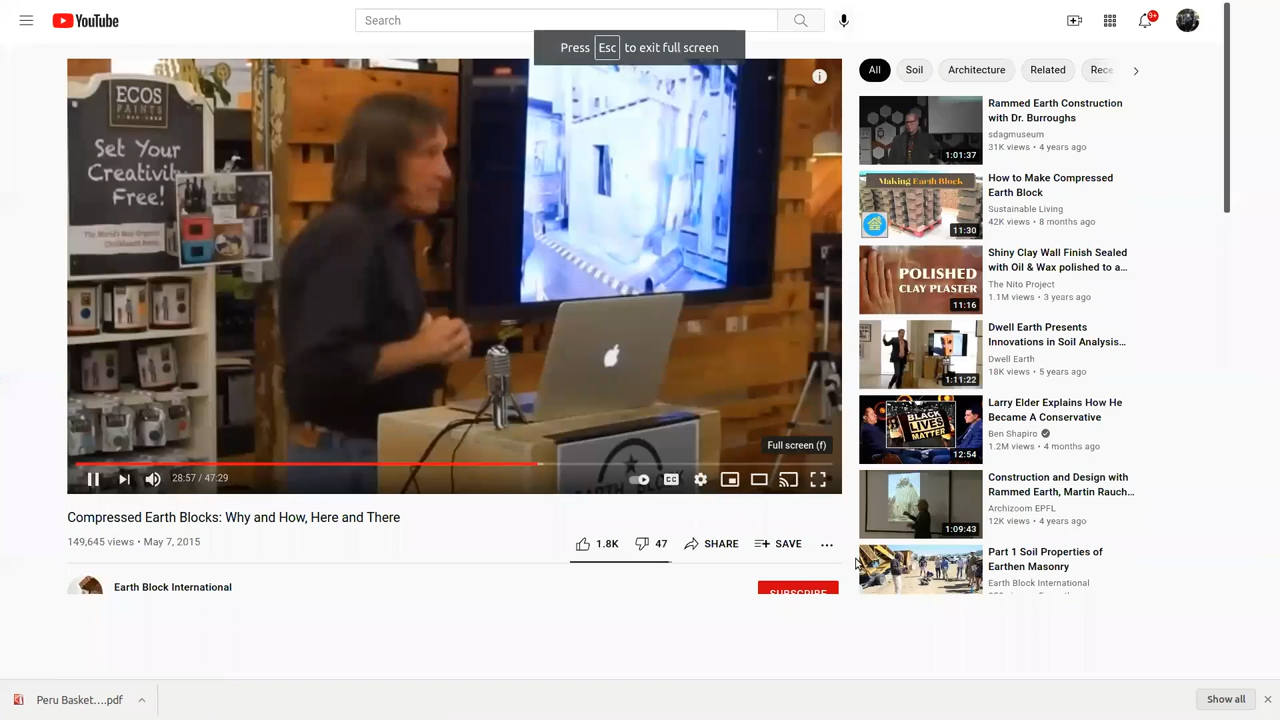 YouTube
Search
9+
Press Esc to exit full screen
ECOS
PAINTS
Set Your
Creativity
Free!
Full screen (f)
28:57 / 47:29
CC
Compressed Earth Blocks: Why and How, Here and There
149,645 views • May 7, 2015
1.8K 47 SHARE SAVE
Earth Block International
SUBSCRIBE
All Soil Architecture Related Rece
Rammed Earth Construction
with Dr. Burroughs
sdagmuseum
31K views • 4 years ago
1:01:37
Making Earth Block
11:30
How to Make Compressed
Earth Block
Sustainable Living
42K views • 8 months ago
POLISHED
CLAY PLASTER
11:16
Shiny Clay Wall Finish Sealed
with Oil & Wax polished to a...
The Nito Project
1.1M views • 3 years ago
1:11:22
Dwell Earth Presents
Innovations in Soil Analysis...
Dwell Earth
18K views • 5 years ago
BLACK
LIVES
MATTER
12:54
Larry Elder Explains How He
Became A Conservative
Ben Shapiro
1.2M views • 4 months ago
1:09:43
Construction and Design with
Rammed Earth, Martin Rauch...
Archizoom EPFL
12K views • 4 years ago
Part 1 Soil Properties of
Earthen Masonry
Earth Block International
Peru Basket....pdf
Show all